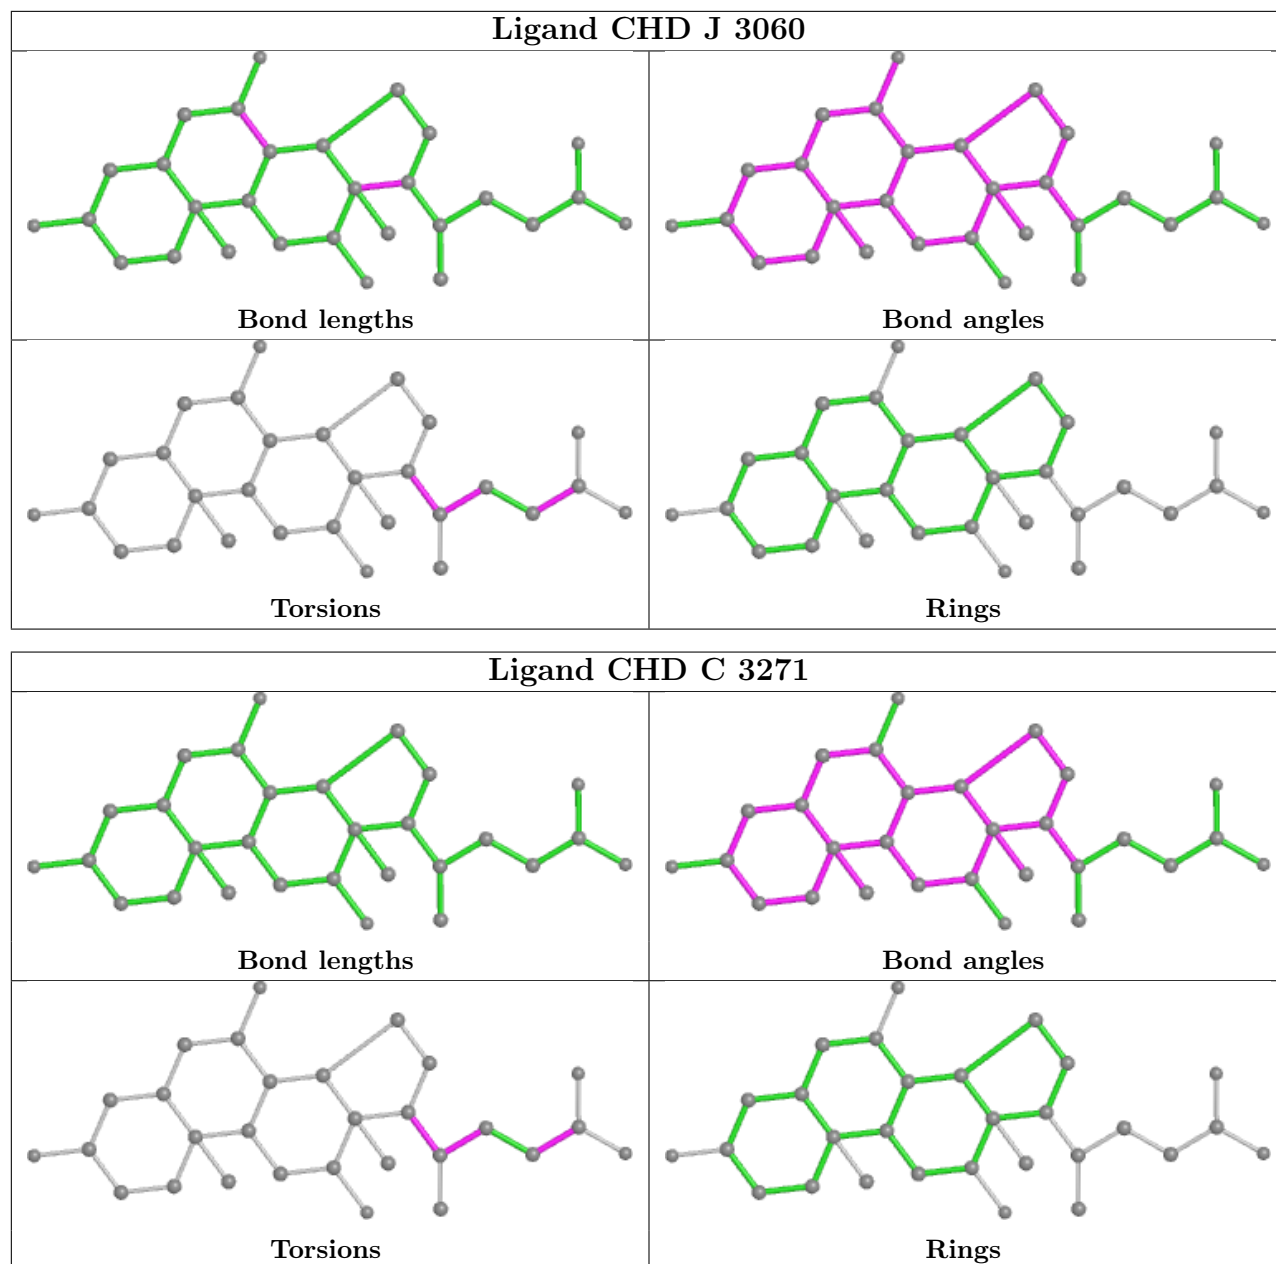 Ligand CHD J 3060
Bond lengths
Bond angles
Torsions
Rings
Ligand CHD C 3271
Bond lengths
Bond angles
Torsions
Rings